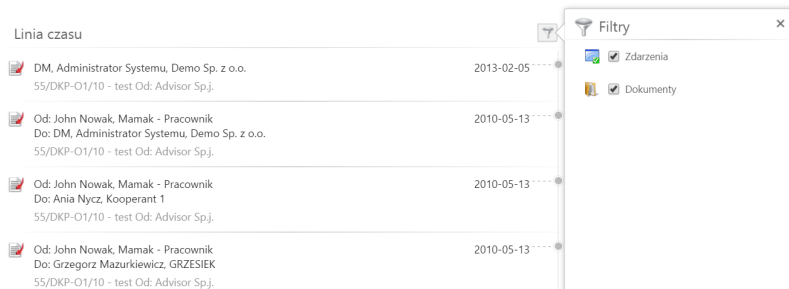 Linia czasu
DM, Administrator Systemu, Demo Sp. z o.o.
2013-02-05
55/DKP-O1/10 - test Od: Advisor Sp.j.
Od: John Nowak, Mamak - Pracownik
2010-05-13
Do: DM, Administrator Systemu, Demo Sp. z o.o.
55/DKP-O1/10 - test Od: Advisor Sp.j.
Od: John Nowak, Mamak - Pracownik
2010-05-13
Do: Ania Nycz, Kooperant 1
55/DKP-O1/10 - test Od: Advisor Sp.j.
Od: John Nowak, Mamak - Pracownik
2010-05-13
Do: Grzegorz Mazurkiewicz, GRZESIEK
55/DKP-O1/10 - test Od: Advisor Sp.j.
Filtry
Zdarzenia
Dokumenty